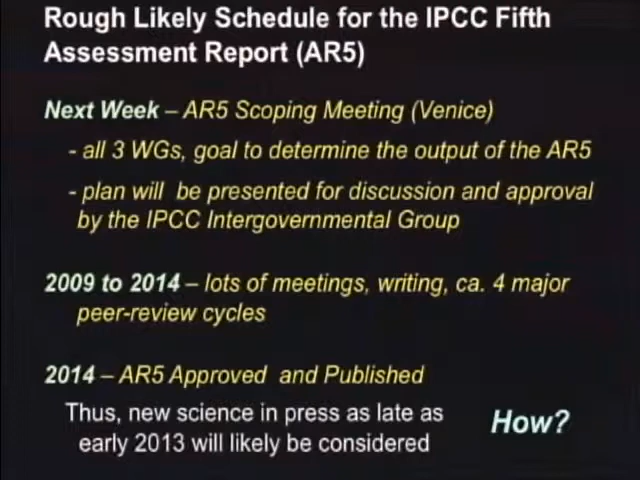 Rough Likely Schedule for the IPCC Fifth
Assessment Report (AR5)
Next Week – AR5 Scoping Meeting (Venice)
- all 3 WGs, goal to determine the output of the AR5
- plan will be presented for discussion and approval
by the IPCC Intergovernmental Group
2009 to 2014 – lots of meetings, writing, ca. 4 major
peer-review cycles
2014 – AR5 Approved and Published
Thus, new science in press as late as
early 2013 will likely be considered
How?